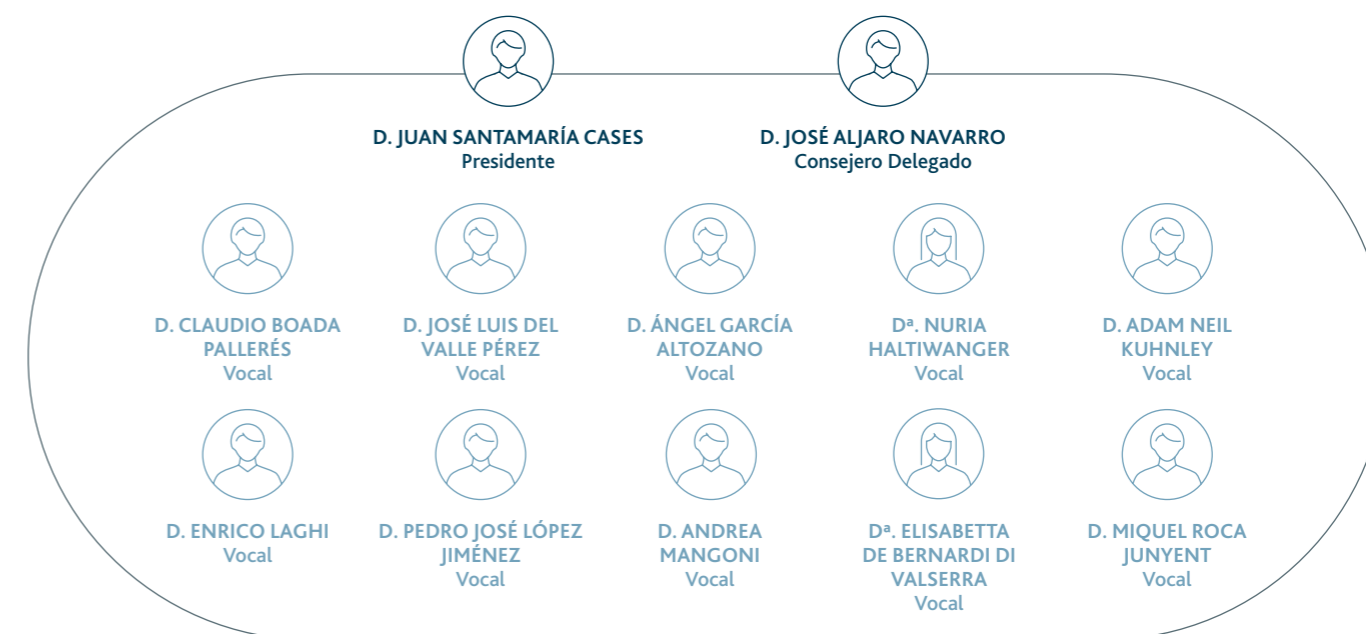 D. JUAN SANTAMARÍA CASES
Presidente
D. JOSÉ ALJARO NAVARRO
Consejero Delegado
D. CLAUDIO BOADA
PALLERÉS
Vocal
D. JOSÉ LUIS DEL
VALLE PÉREZ
Vocal
D. ÁNGEL GARCÍA
ALTOZANO
Vocal
Dª. NURIA
HALTIWANGER
Vocal
D. ADAM NEIL
KUHNLEY
Vocal
D. ENRICO LAGHI
Vocal
D. PEDRO JOSÉ LÓPEZ
JIMÉNEZ
Vocal
D. ANDREA
MANGONI
Vocal
Dª. ELISABETTA
DE BERNARDI DI
VALSERRA
Vocal
D. MIQUEL ROCA
JUNYENT
Vocal